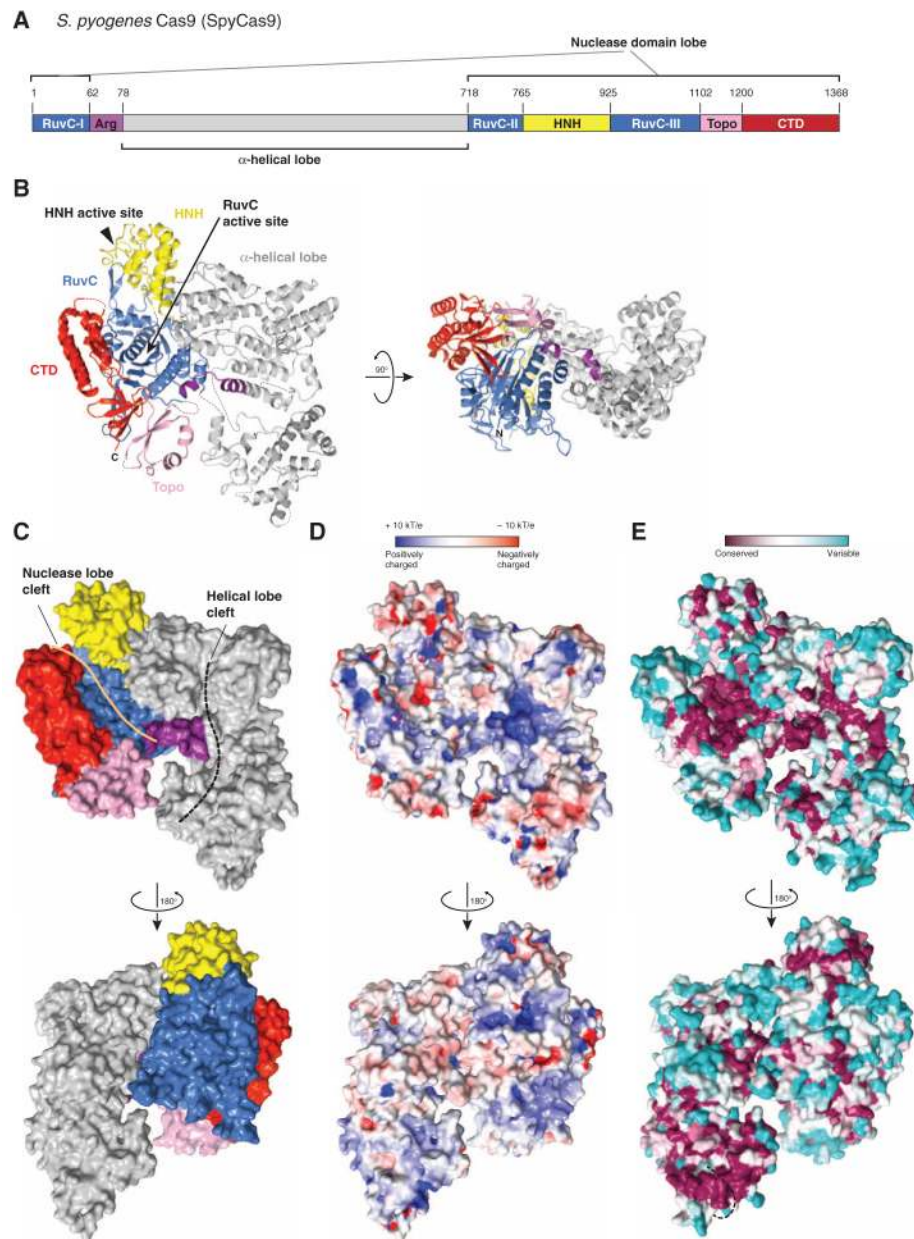 A
S. pyogenes Cas9 (SpyCas9)
Nuclease domain lobe
1 62 78 718 765 925 1102 1200 1368
RuvC-I Arg RuvC-II HNH RuvC-III Topo CTD
α-helical lobe
B
HNH active site
HNH
RuvC
active site
α-helical lobe
RuvC
CTD
90°
N
C
Topo
C
Nuclease lobe
cleft
Helical lobe
cleft
D
+ 10 kT/e – 10 kT/e
Positively
charged
Negatively
charged
E
Conserved Variable
180°
180°
180°